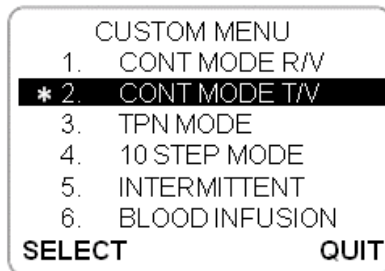 CUSTOM MENU
1. CONT MODE R/V
* 2. CONT MODE T/V
3. TPN MODE
4. 10 STEP MODE
5. INTERMITTENT
6. BLOOD INFUSION
SELECT QUIT